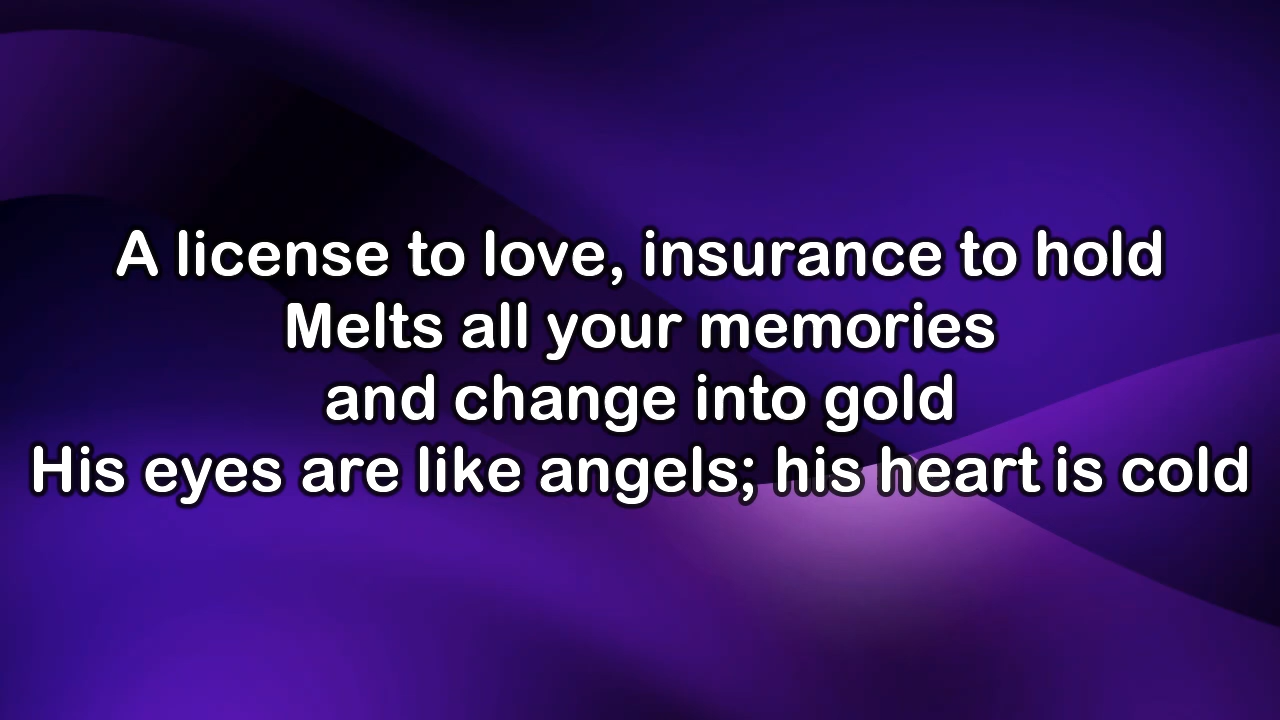 A license to love, insurance to hold
Melts all your memories
and change into gold
His eyes are like angels; his heart is cold